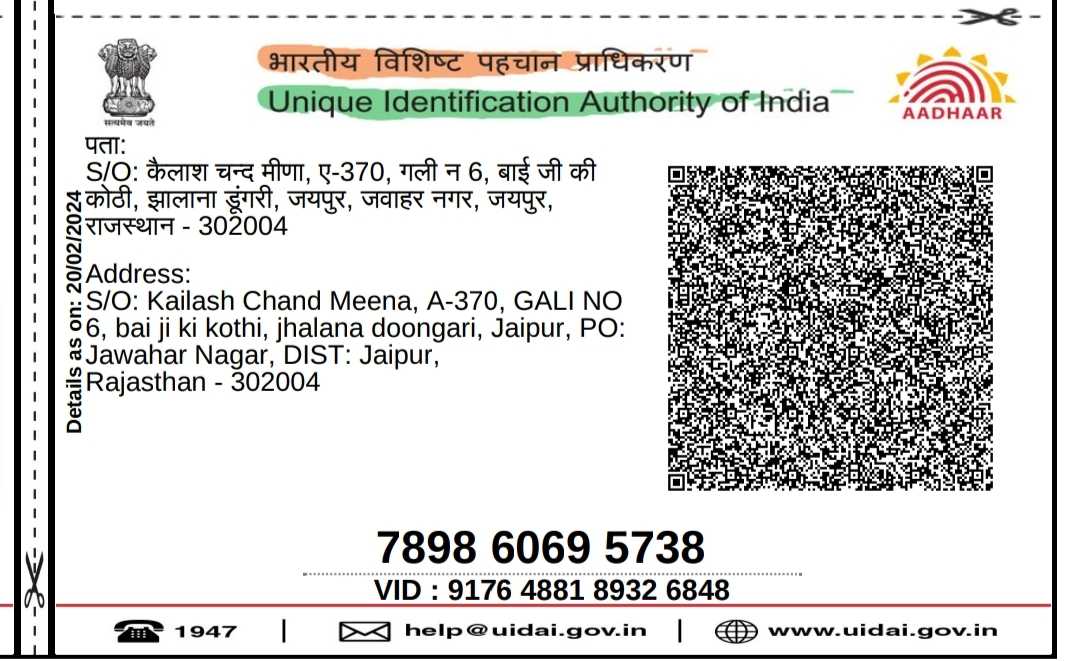 भारतीय विशिष्ट पहचान प्राधिकरण
Unique Identification Authority of India
सत्यमेव जयते
AADHAAR
पता:
S/O: कैलाश चन्द मीणा, ए-370, गली न 6, बाई जी की
कोठी, झालाना डूंगरी, जयपुर, जवाहर नगर, जयपुर,
राजस्थान - 302004
Details as on: 20/02/2024
Address:
S/O: Kailash Chand Meena, A-370, GALI NO
6, bai ji ki kothi, jhalana doongari, Jaipur, PO:
Jawahar Nagar, DIST: Jaipur,
Rajasthan - 302004
7898 6069 5738
VID : 9176 4881 8932 6848
1947 | help@uidai.gov.in | www.uidai.gov.in